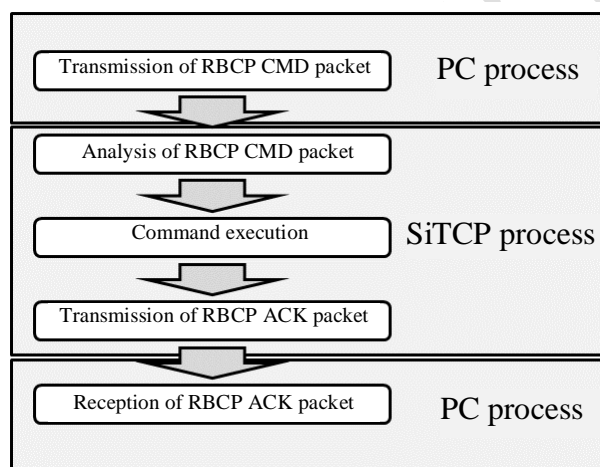 Transmission of RBCP CMD packet
PC process
Analysis of RBCP CMD packet
Command execution
SiTCP process
Transmission of RBCP ACK packet
Reception of RBCP ACK packet
PC process